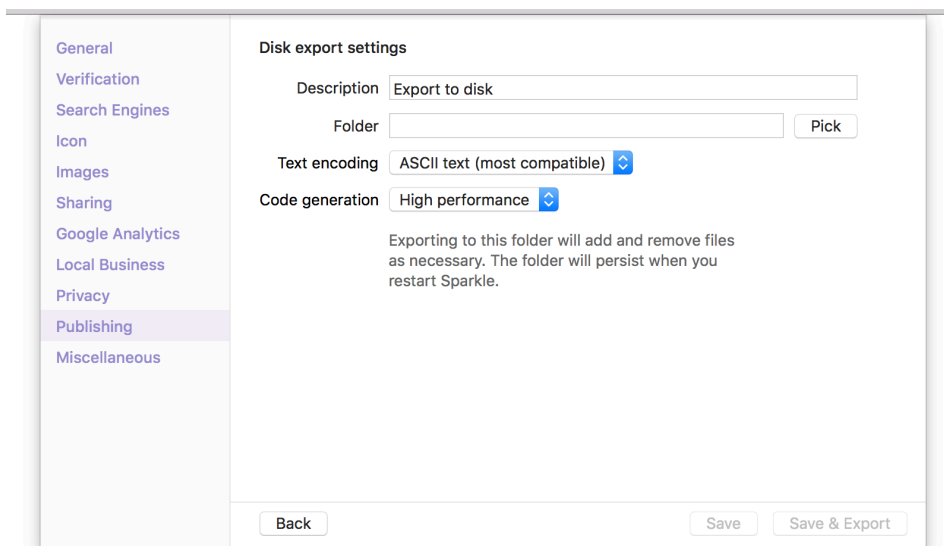 General
Verification
Search Engines
Icon
Images
Sharing
Google Analytics
Local Business
Privacy
Publishing
Miscellaneous
Disk export settings
Description Export to disk
Folder Pick
Text encoding ASCII text (most compatible)
Code generation High performance
Exporting to this folder will add and remove files
as necessary. The folder will persist when you
restart Sparkle.
Back Save Save & Export